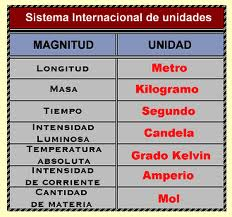 Sistema Internacional de unidades
MAGNITUD UNIDAD
LONGITUD Metro
MASA Kilogramo
TIEMPO Segundo
INTENSIDAD LUMINOSA Candela
TEMPERATURA ABSOLUTA Grado Kelvin
INTENSIDAD DE CORRIENTE Amperio
CANTIDAD DE MATERIA Mol